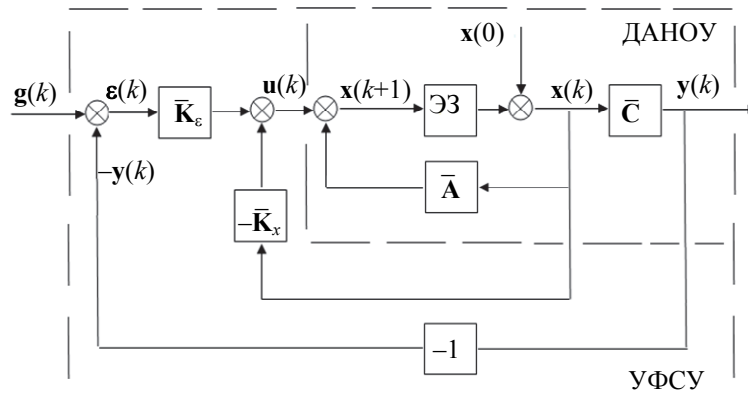 x(0)
ДАНОУ
g(k)
ε(k)
K̄ε
u(k)
x(k+1)
ЭЗ
x(k)
C̄
y(k)
–y(k)
Ā
–K̄x
–1
УФСУ